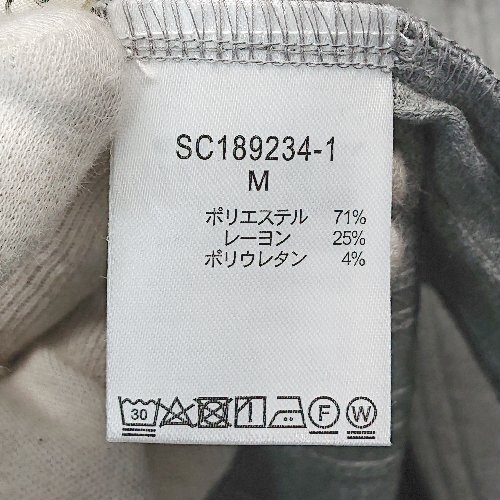 SC189234-1
M
ポリエステル 71%
レーヨン 25%
ポリウレタン 4%
30 F W